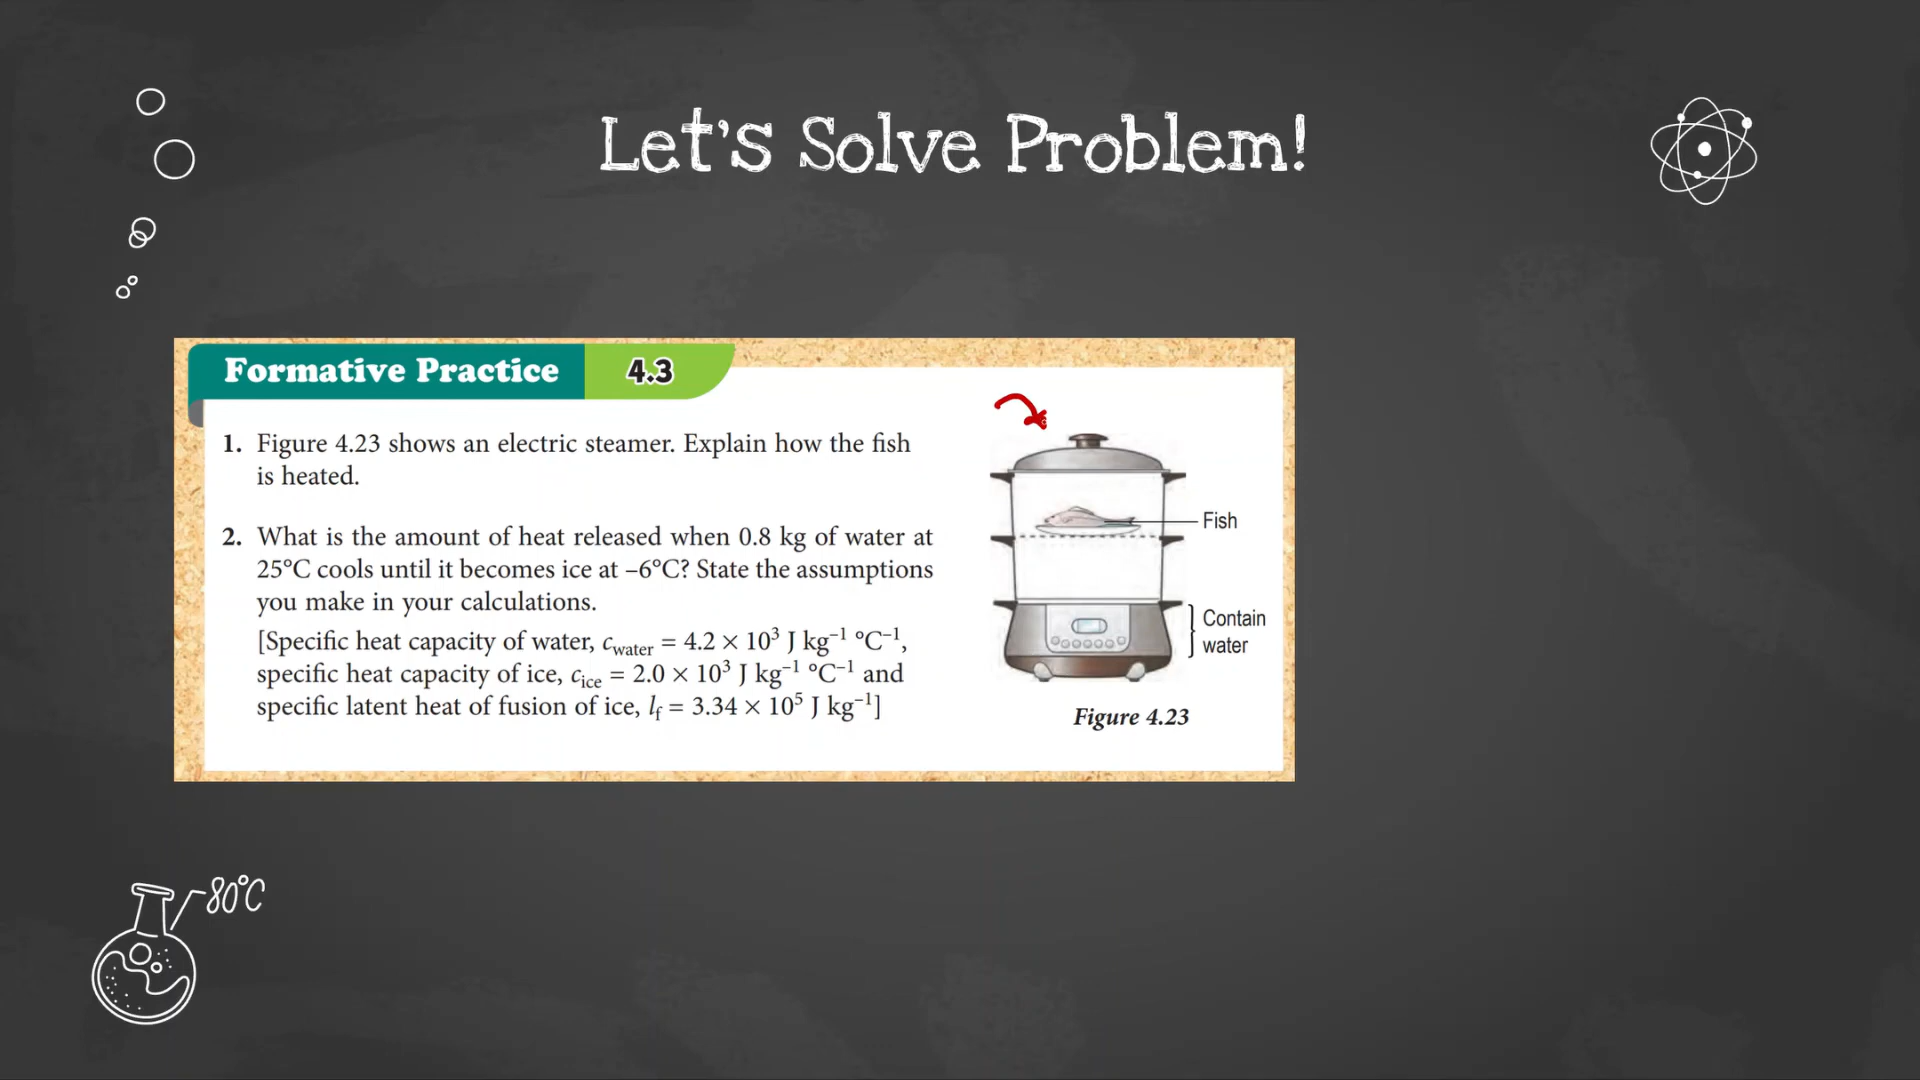 Let's Solve Problem!
Formative Practice 4.3
1. Figure 4.23 shows an electric steamer. Explain how the fish
is heated.
2. What is the amount of heat released when 0.8 kg of water at
25°C cools until it becomes ice at –6°C? State the assumptions
you make in your calculations.
[Specific heat capacity of water, c_water = 4.2 × 10³ J kg⁻¹ °C⁻¹,
specific heat capacity of ice, c_ice = 2.0 × 10³ J kg⁻¹ °C⁻¹ and
specific latent heat of fusion of ice, l_f = 3.34 × 10⁵ J kg⁻¹]
Fish
Contain
water
Figure 4.23
80°C